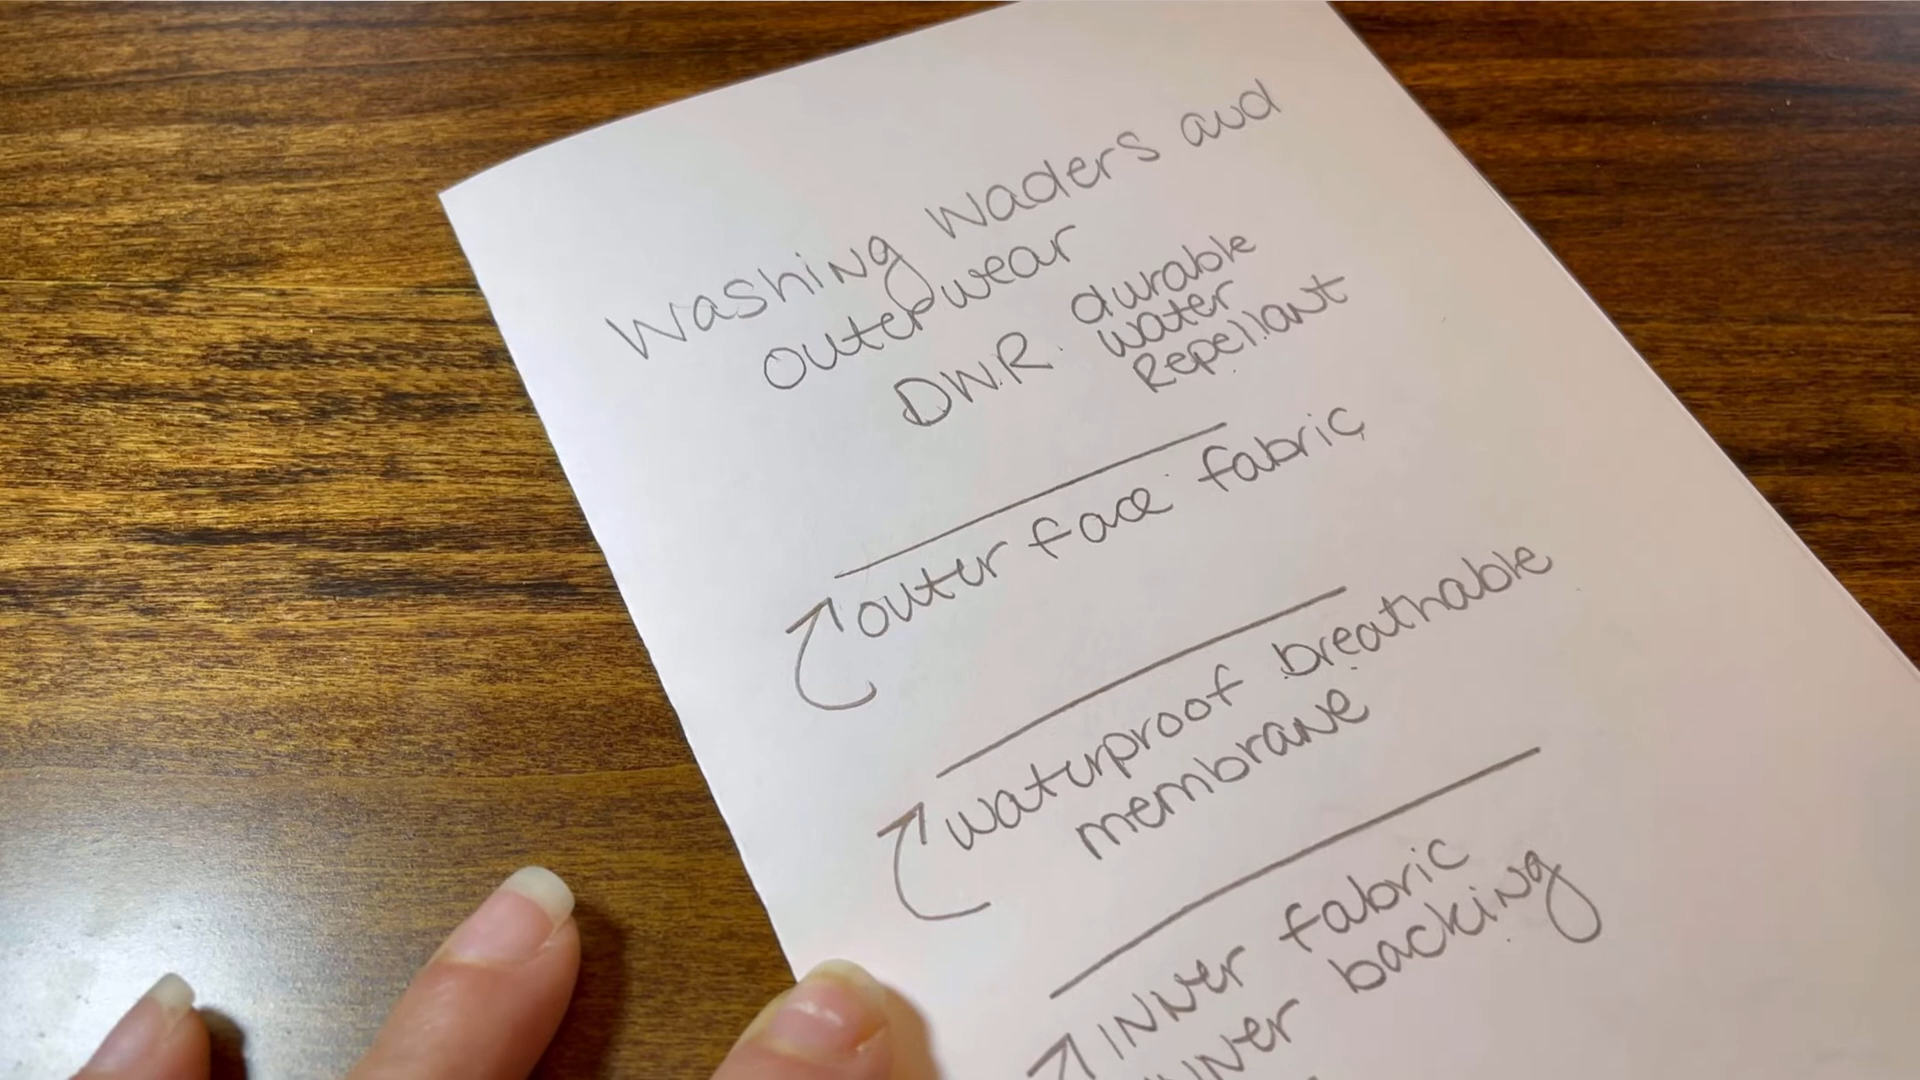 Washing Waders and
outerwear
DWR durable
water
Repellant
outer face fabric
waterproof breathable
membrane
INNer fabric
backing